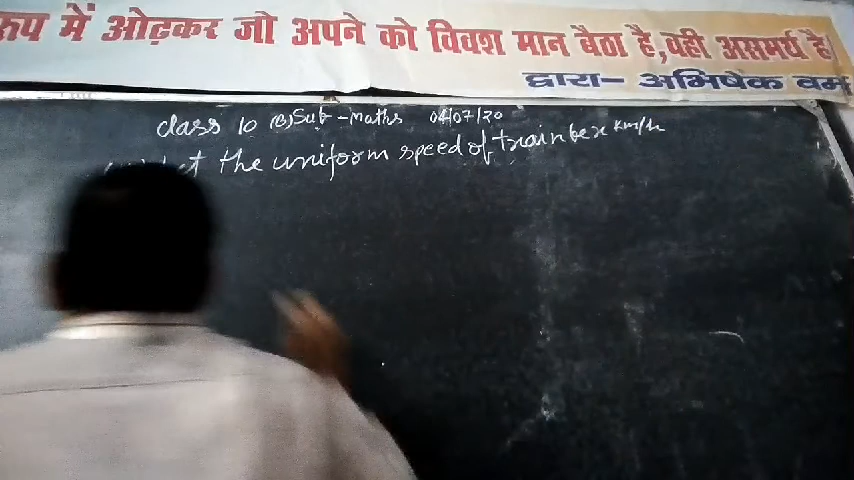 रूप में ओढ़कर जो अपने को विवश मान बैठा है, वही असमर्थ है
द्वारा- अभिषेक वर्मा
class 10 (B) Sub - Maths 04/07/20
Let the uniform speed of train be x km/h